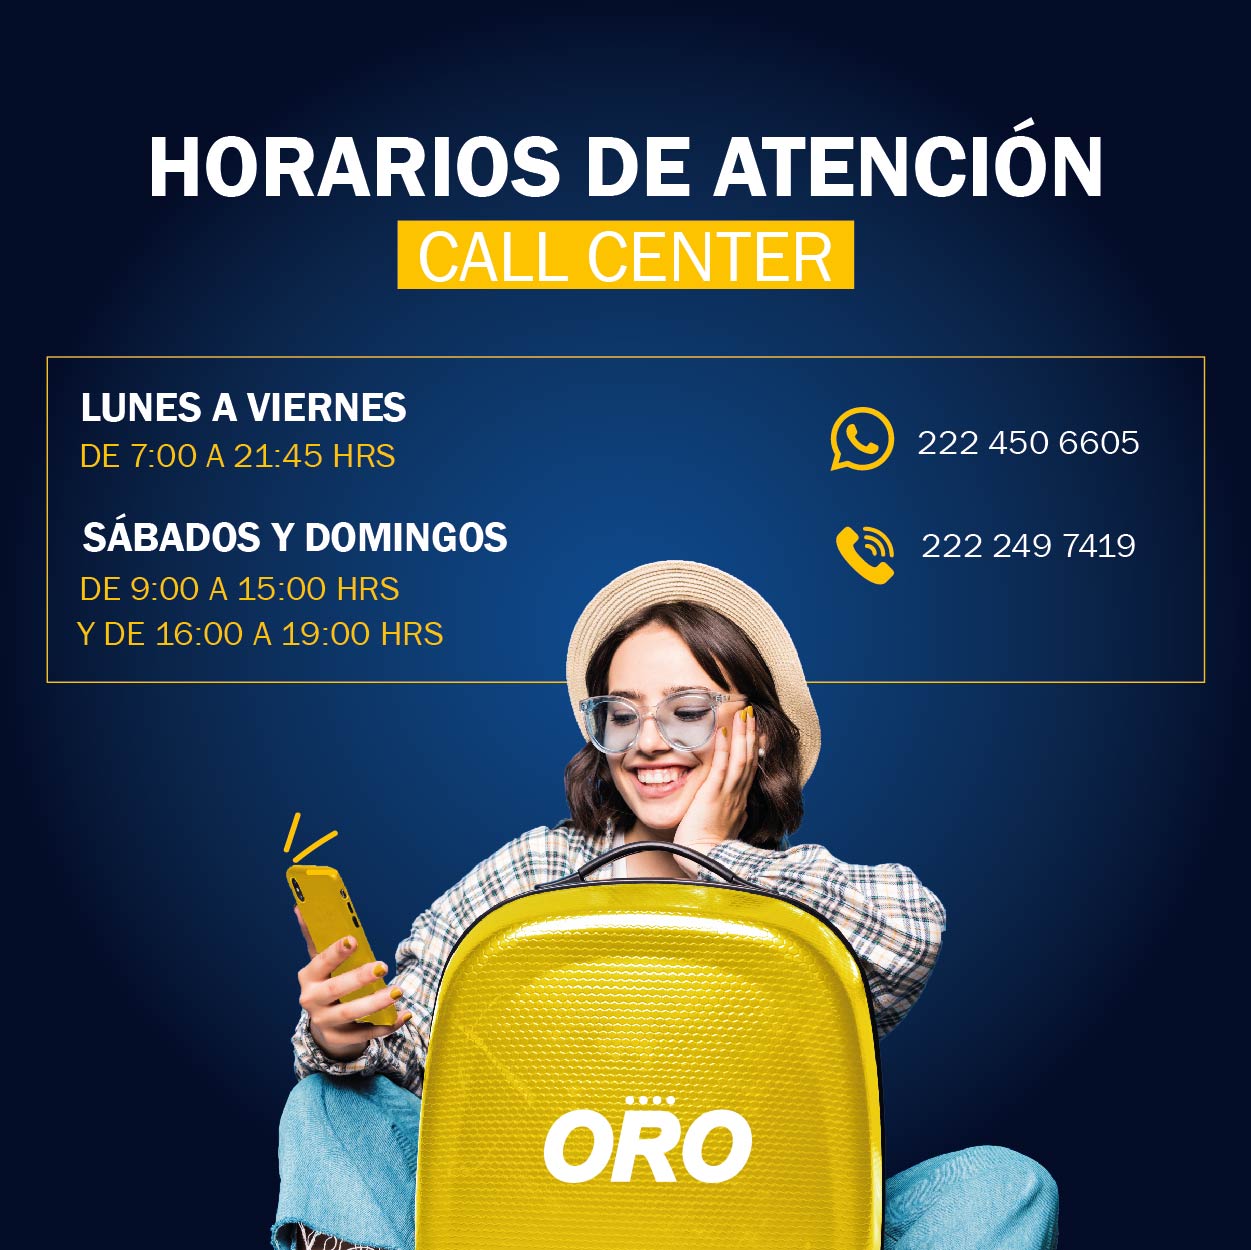 HORARIOS DE ATENCIÓN
CALL CENTER
LUNES A VIERNES
DE 7:00 A 21:45 HRS
SÁBADOS Y DOMINGOS
DE 9:00 A 15:00 HRS
Y DE 16:00 A 19:00 HRS
222 450 6605
222 249 7419
ORO